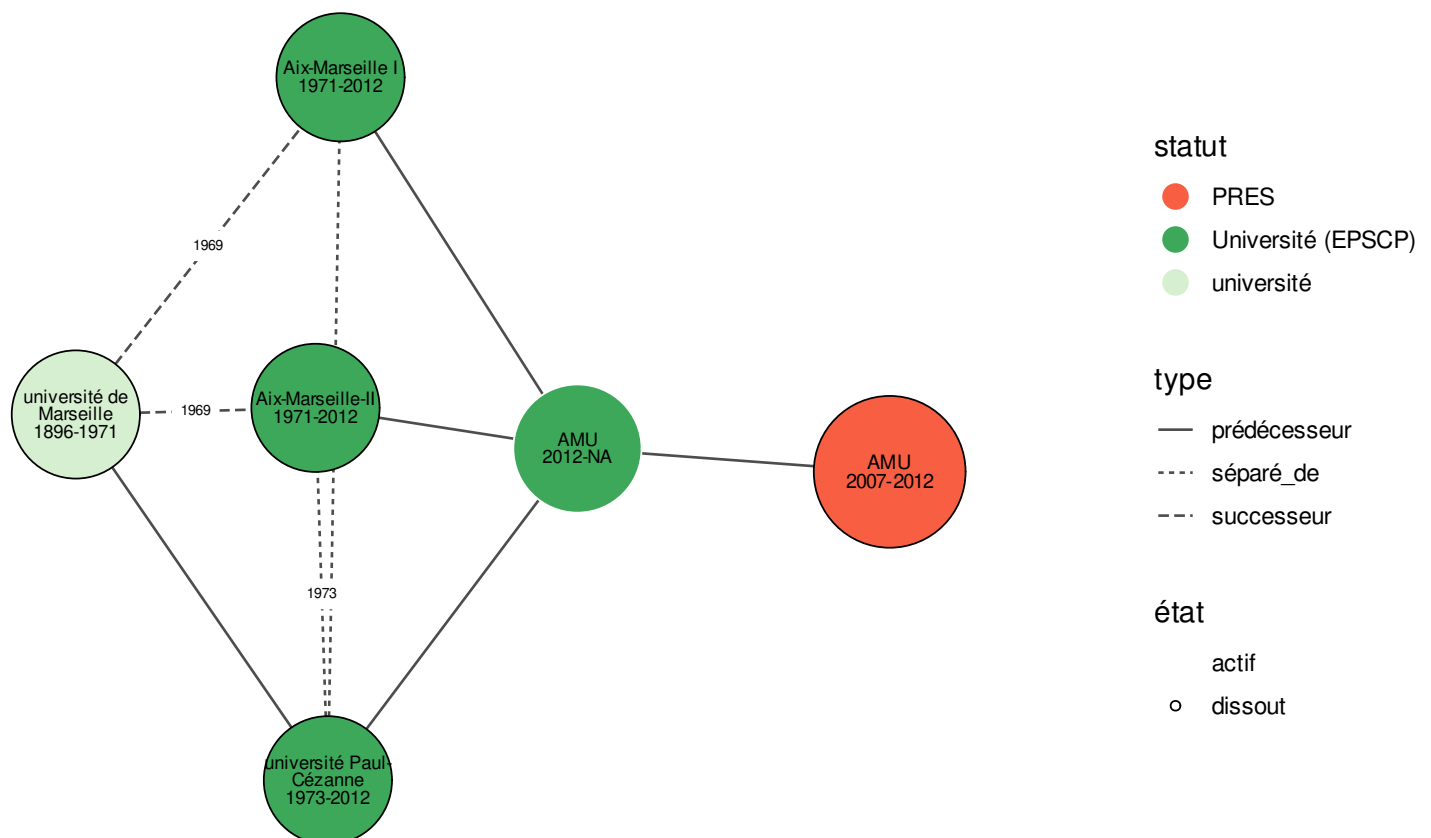 Aix-Marseille I
1971-2012
1969
université de
Marseille
1896-1971
1969
Aix-Marseille-II
1971-2012
AMU
2012-NA
AMU
2007-2012
1973
université Paul-
Cézanne
1973-2012
statut
PRES
Université (EPSCP)
université
type
prédécesseur
séparé_de
successeur
état
actif
dissout